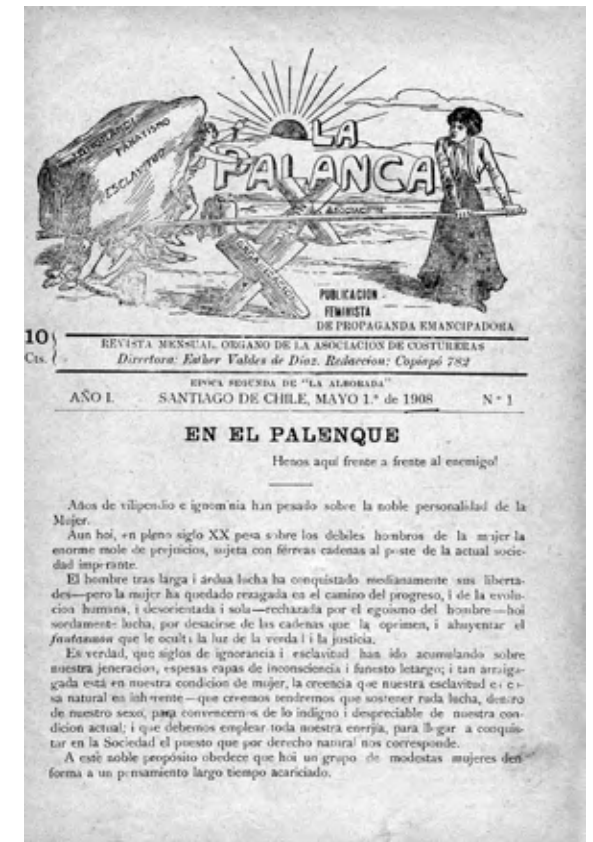 FANATISMO
ESCLAVITUD
LA
PALANCA
ASOCIACION
PUBLICACION
FEMINISTA
DE PROPAGANDA EMANCIPADORA
10
Cts.
REVISTA MENSUAL, ORGANO DE LA ASOCIACION DE COSTURERAS
Directora: Esther Valdes de Diaz. Redaccion: Copiapó 782
EPOCA SEGUNDA DE "LA ALBORADA"
AÑO I. SANTIAGO DE CHILE, MAYO 1.º de 1908 N º 1
EN EL PALENQUE
Henos aquí frente a frente al enemigo!
Años de vilipendio e ignominia han pesado sobre la noble personalidad de la
Mujer.
Aun hoi, en pleno siglo XX pesa sobre los débiles hombros de la mujer la
enorme mole de prejuicios, sujeta con férreas cadenas al poste de la actual socie-
dad imperante.
El hombre tras larga i árdua lucha ha conquistado medianamente sus liberta-
des—pero la mujer ha quedado rezagada en el camino del progreso, i de la evolu-
cion humana, i desorientada i sola—rechazada por el egoismo del hombre—hoi
sordamente lucha, por desacirse de las cadenas que la oprimen, i ahuyentar el
fantasmon que le oculta la luz de la verdad i la justicia.
Es verdad, que siglos de ignorancia i esclavitud han ido acumulando sobre
nuestra jeneracion, espesas capas de inconsciencia i funesto letargo; i tan arraiga-
gada está en nuestra condicion de mujer, la creencia que nuestra esclavitud es co-
sa natural en inherente—que creemos tendremos que sostener ruda lucha, dentro
de nuestro sexo, para convencernos de lo indigno i despreciable de nuestra con-
dicion actual; i que debemos emplear toda nuestra enerjía, para llegar a conquis-
tar en la Sociedad el puesto que por derecho natural nos corresponde.
A este noble propósito obedece que hoi un grupo de modestas mujeres den
forma a un pensamiento largo tiempo acariciado.